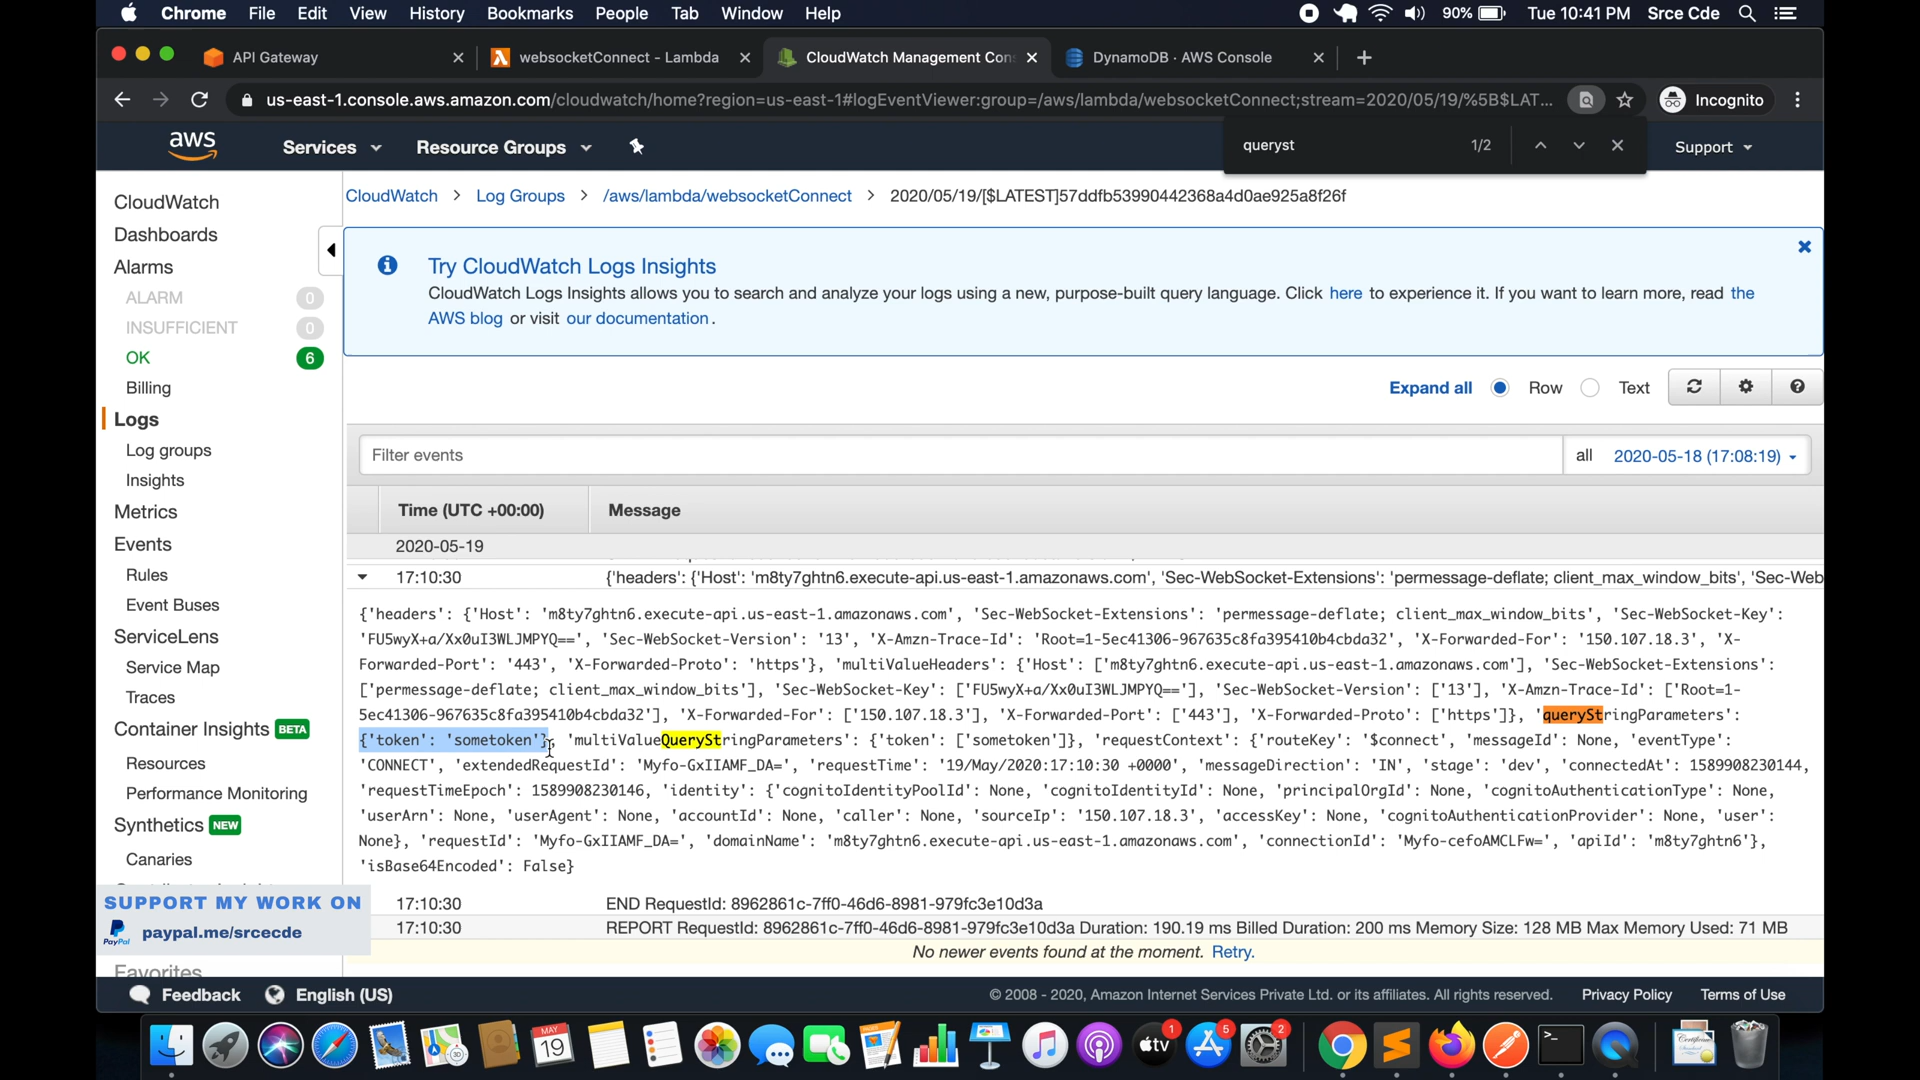 Chrome File Edit View History Bookmarks People Tab Window Help 90% Tue 10:41 PM Srce Cde
API Gateway websocketConnect - Lambda CloudWatch Management Con DynamoDB · AWS Console
us-east-1.console.aws.amazon.com/cloudwatch/home?region=us-east-1#logEventViewer:group=/aws/lambda/websocketConnect;stream=2020/05/19/%5B$LAT... Incognito
aws Services Resource Groups queryst 1/2 Support
CloudWatch
Dashboards
Alarms
ALARM 0
INSUFFICIENT 0
OK 6
Billing
Logs
Log groups
Insights
Metrics
Events
Rules
Event Buses
ServiceLens
Service Map
Traces
Container Insights BETA
Resources
Performance Monitoring
Synthetics NEW
Canaries
SUPPORT MY WORK ON
PayPal paypal.me/srcecde
Favorites
CloudWatch > Log Groups > /aws/lambda/websocketConnect > 2020/05/19/[$LATEST]57ddfb53990442368a4d0ae925a8f26f
Try CloudWatch Logs Insights
CloudWatch Logs Insights allows you to search and analyze your logs using a new, purpose-built query language. Click here to experience it. If you want to learn more, read the
AWS blog or visit our documentation.
Expand all Row Text
Filter events all 2020-05-18 (17:08:19)
Time (UTC +00:00) Message
2020-05-19
17:10:30 {'headers': {'Host': 'm8ty7ghtn6.execute-api.us-east-1.amazonaws.com', 'Sec-WebSocket-Extensions': 'permessage-deflate; client_max_window_bits', 'Sec-Web
{'headers': {'Host': 'm8ty7ghtn6.execute-api.us-east-1.amazonaws.com', 'Sec-WebSocket-Extensions': 'permessage-deflate; client_max_window_bits', 'Sec-WebSocket-Key':
'FU5wyX+a/Xx0uI3WLJMPYQ==', 'Sec-WebSocket-Version': '13', 'X-Amzn-Trace-Id': 'Root=1-5ec41306-967635c8fa395410b4cbda32', 'X-Forwarded-For': '150.107.18.3', 'X-
Forwarded-Port': '443', 'X-Forwarded-Proto': 'https'}, 'multiValueHeaders': {'Host': ['m8ty7ghtn6.execute-api.us-east-1.amazonaws.com'], 'Sec-WebSocket-Extensions':
['permessage-deflate; client_max_window_bits'], 'Sec-WebSocket-Key': ['FU5wyX+a/Xx0uI3WLJMPYQ=='], 'Sec-WebSocket-Version': ['13'], 'X-Amzn-Trace-Id': ['Root=1-
5ec41306-967635c8fa395410b4cbda32'], 'X-Forwarded-For': ['150.107.18.3'], 'X-Forwarded-Port': ['443'], 'X-Forwarded-Proto': ['https']}, 'queryStringParameters':
{'token': 'sometoken'}, 'multiValueQueryStringParameters': {'token': ['sometoken']}, 'requestContext': {'routeKey': '$connect', 'messageId': None, 'eventType':
'CONNECT', 'extendedRequestId': 'Myfo-GxIIAMF_DA=', 'requestTime': '19/May/2020:17:10:30 +0000', 'messageDirection': 'IN', 'stage': 'dev', 'connectedAt': 1589908230144,
'requestTimeEpoch': 1589908230146, 'identity': {'cognitoIdentityPoolId': None, 'cognitoIdentityId': None, 'principalOrgId': None, 'cognitoAuthenticationType': None,
'userArn': None, 'userAgent': None, 'accountId': None, 'caller': None, 'sourceIp': '150.107.18.3', 'accessKey': None, 'cognitoAuthenticationProvider': None, 'user':
None}, 'requestId': 'Myfo-GxIIAMF_DA=', 'domainName': 'm8ty7ghtn6.execute-api.us-east-1.amazonaws.com', 'connectionId': 'Myfo-cefoAMCLFw=', 'apiId': 'm8ty7ghtn6'},
'isBase64Encoded': False}
17:10:30 END RequestId: 8962861c-7ff0-46d6-8981-979fc3e10d3a
17:10:30 REPORT RequestId: 8962861c-7ff0-46d6-8981-979fc3e10d3a Duration: 190.19 ms Billed Duration: 200 ms Memory Size: 128 MB Max Memory Used: 71 MB
No newer events found at the moment. Retry.
Feedback English (US) © 2008 - 2020, Amazon Internet Services Private Ltd. or its affiliates. All rights reserved. Privacy Policy Terms of Use
MAY
19
tv 1 5 2